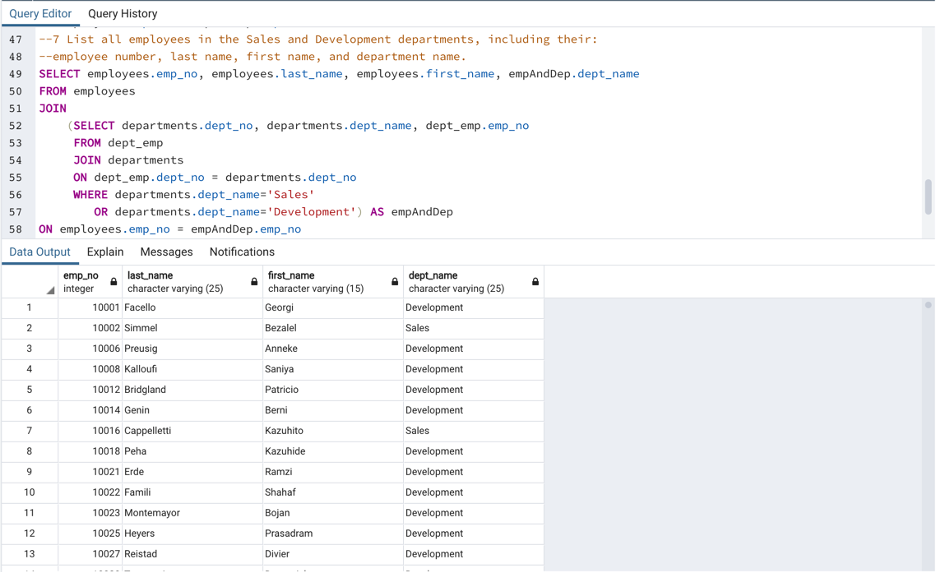 Query Editor Query History
47 --7 List all employees in the Sales and Development departments, including their:
48 --employee number, last name, first name, and department name.
49 SELECT employees.emp_no, employees.last_name, employees.first_name, empAndDep.dept_name
50 FROM employees
51 JOIN
52 (SELECT departments.dept_no, departments.dept_name, dept_emp.emp_no
53 FROM dept_emp
54 JOIN departments
55 ON dept_emp.dept_no = departments.dept_no
56 WHERE departments.dept_name='Sales'
57 OR departments.dept_name='Development') AS empAndDep
58 ON employees.emp_no = empAndDep.emp_no
Data Output Explain Messages Notifications
emp_no last_name first_name dept_name
integer character varying (25) character varying (15) character varying (25)
1 10001 Facello Georgi Development
2 10002 Simmel Bezalel Sales
3 10006 Preusig Anneke Development
4 10008 Kalloufi Saniya Development
5 10012 Bridgland Patricio Development
6 10014 Genin Berni Development
7 10016 Cappelletti Kazuhito Sales
8 10018 Peha Kazuhide Development
9 10021 Erde Ramzi Development
10 10022 Famili Shahaf Development
11 10023 Montemayor Bojan Development
12 10025 Heyers Prasadram Development
13 10027 Reistad Divier Development